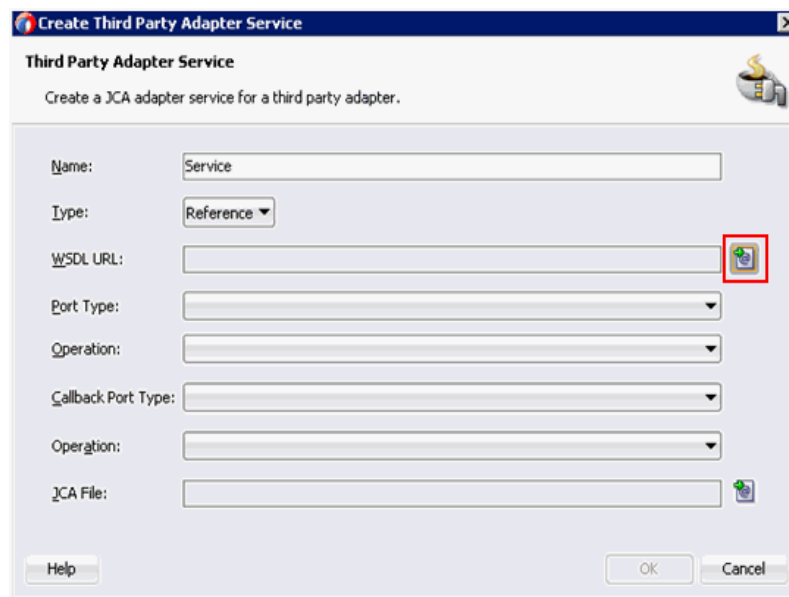 Create Third Party Adapter Service
Third Party Adapter Service
Create a JCA adapter service for a third party adapter.
Name: Service
Type: Reference
WSDL URL:
Port Type:
Operation:
Callback Port Type:
Operation:
JCA File:
Help OK Cancel